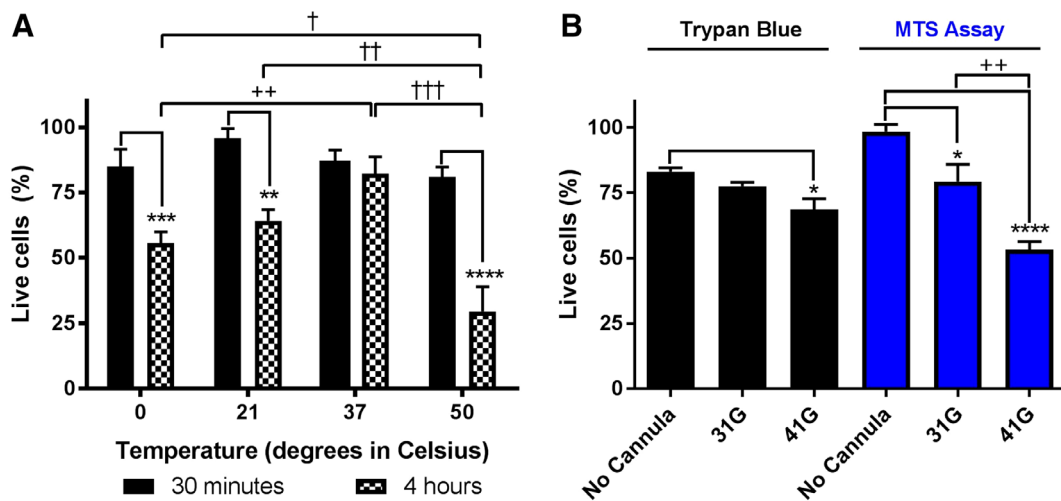 A
†
††
++
†††
100
75
50
25
0
Live cells (%)
***
**
****
0 21 37 50
Temperature (degrees in Celsius)
30 minutes 4 hours
B
Trypan Blue MTS Assay
++
100
75
50
25
0
Live cells (%)
*
*
****
No Cannula 31G 41G No Cannula 31G 41G